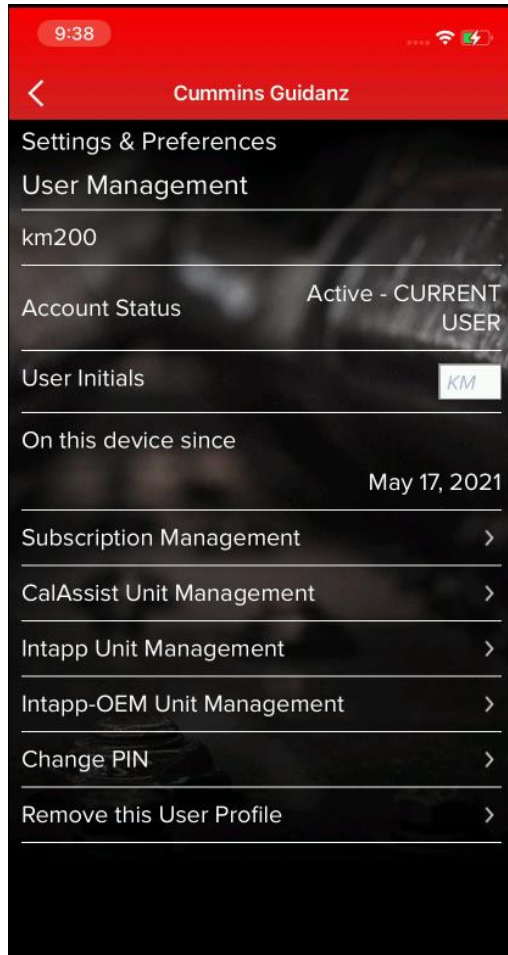 9:38
Cummins Guidanz
Settings & Preferences
User Management
km200
Account Status
Active - CURRENT
USER
User Initials
KM
On this device since
May 17, 2021
Subscription Management
CalAssist Unit Management
Intapp Unit Management
Intapp-OEM Unit Management
Change PIN
Remove this User Profile